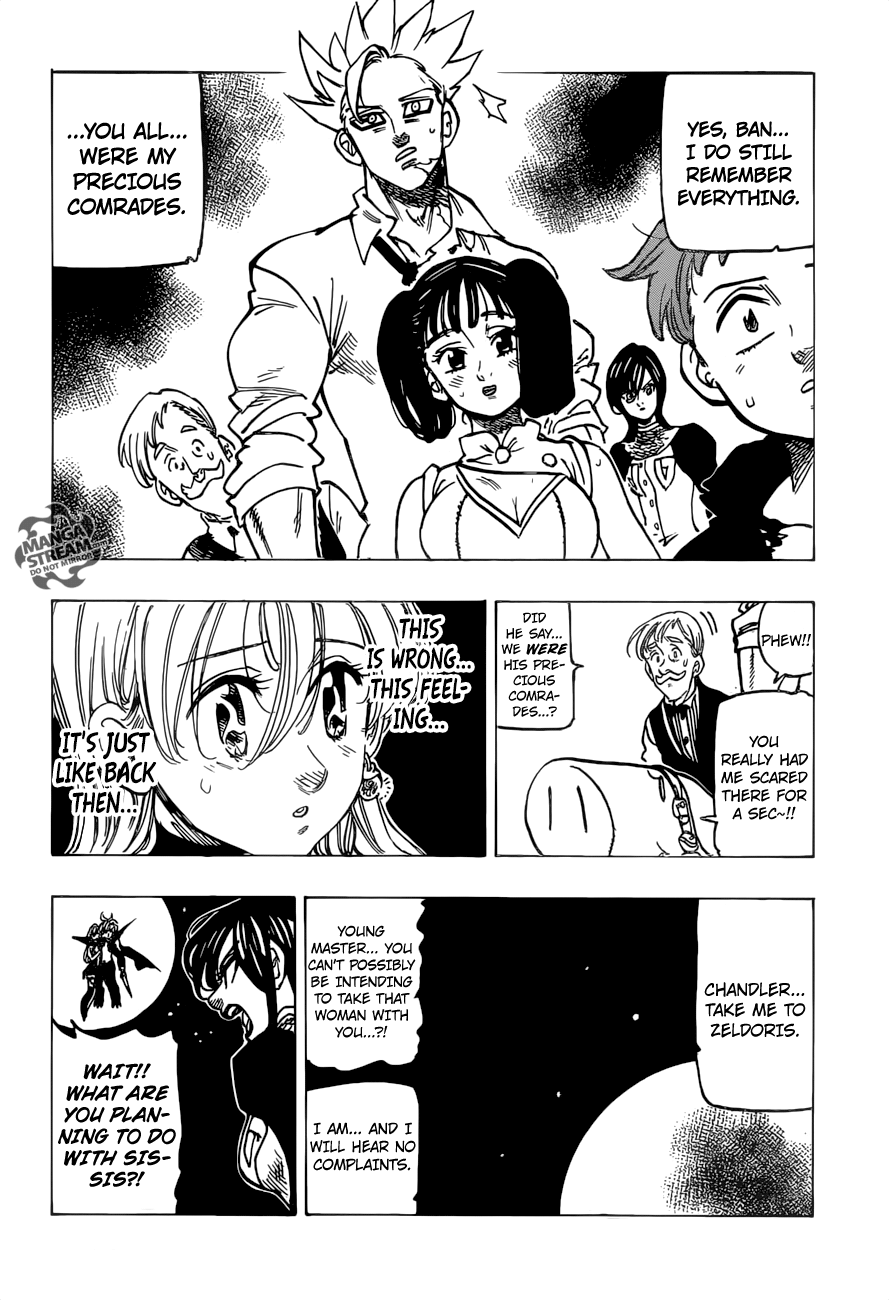 YES, BAN...
I DO STILL
REMEMBER
EVERYTHING.
...YOU ALL...
WERE MY
PRECIOUS
COMRADES.
MANGA
STREAM.com
DO NOT MIRROR
PHEW!!
YOU
REALLY HAD
ME SCARED
THERE FOR
A SEC~!!
DID
HE SAY...
WE WERE
HIS PRE-
CIOUS
COMRA-
DES...?
THIS
IS WRONG...
THIS FEEL-
ING...
IT'S JUST
LIKE BACK
THEN...
CHANDLER...
TAKE ME TO
ZELDORIS.
YOUNG
MASTER... YOU
CAN'T POSSIBLY
BE INTENDING
TO TAKE THAT
WOMAN WITH
YOU...?!
I AM... AND I
WILL HEAR NO
COMPLAINTS.
WAIT!!
WHAT ARE
YOU PLAN-
NING TO DO
WITH SIS-
SIS?!